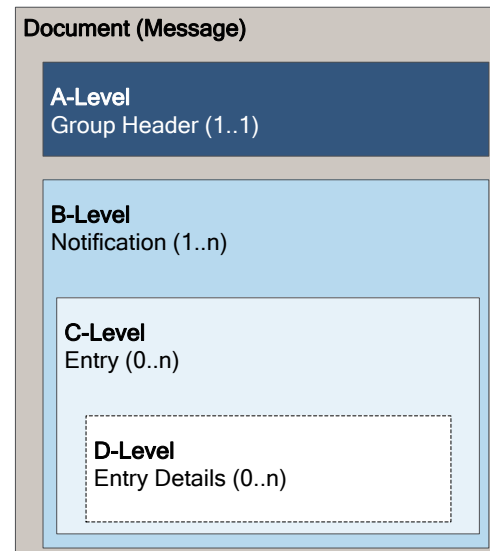 Document (Message)
A-Level
Group Header (1..1)
B-Level
Notification (1..n)
C-Level
Entry (0..n)
D-Level
Entry Details (0..n)